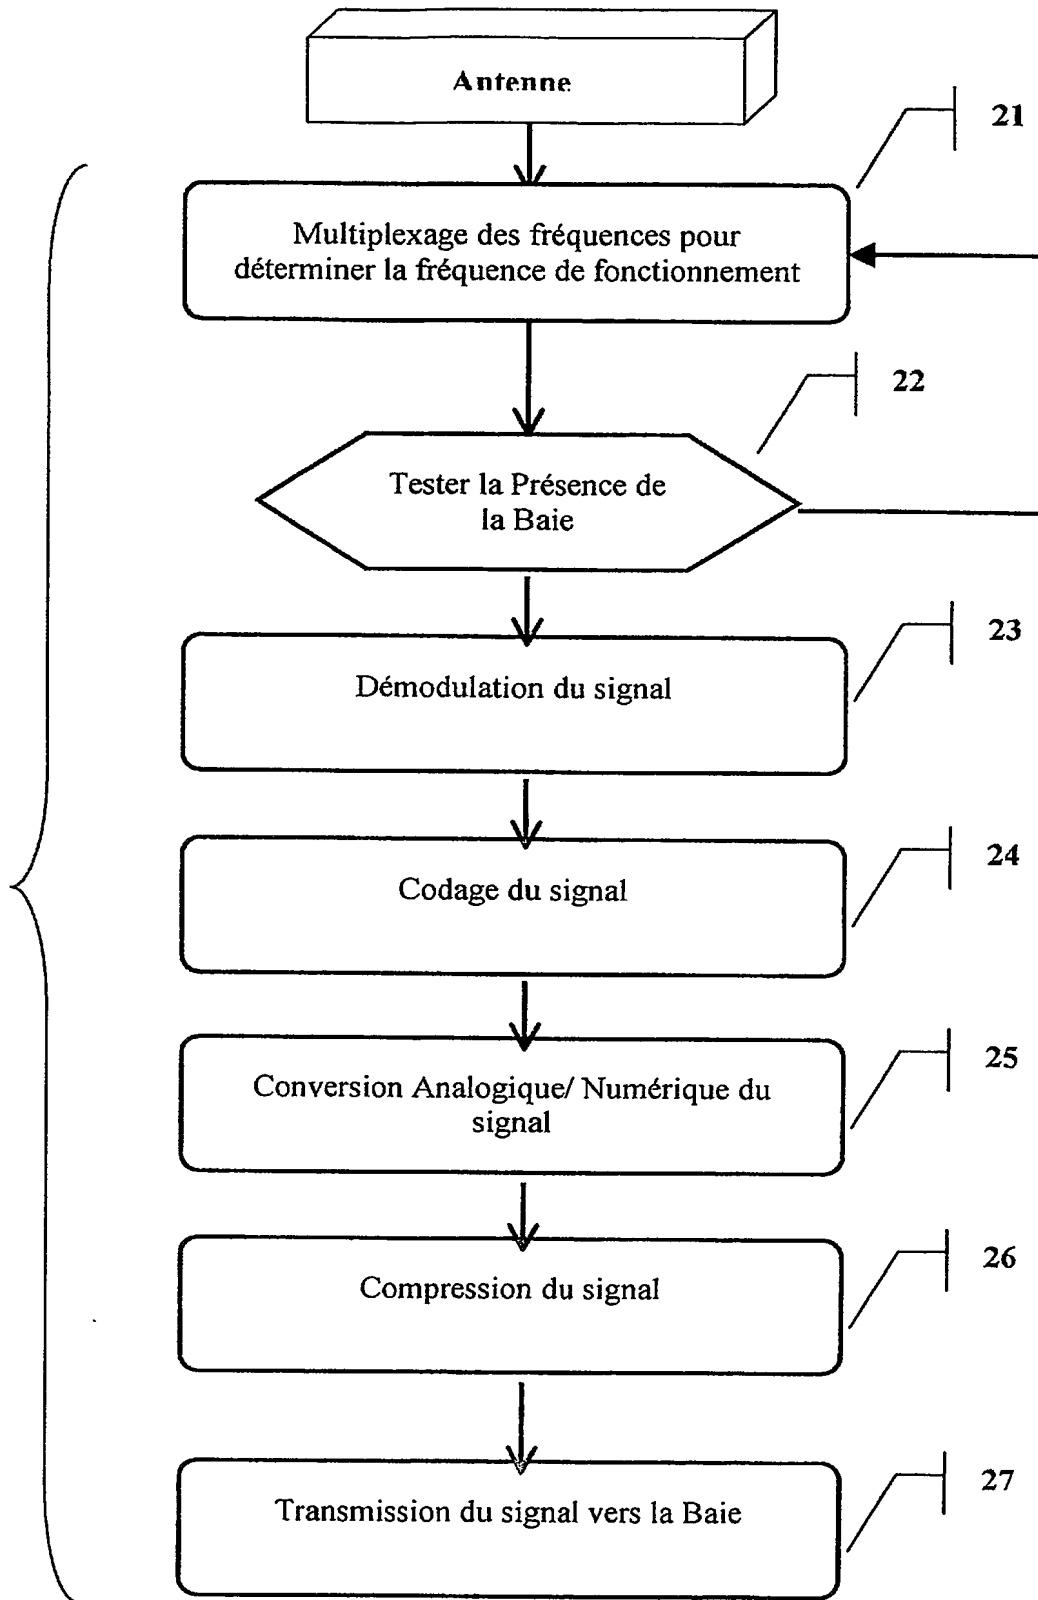 Antenne
21
Multiplexage des fréquences pour
déterminer la fréquence de fonctionnement
22
Tester la Présence de
la Baie
23
Démodulation du signal
24
Codage du signal
25
Conversion Analogique/ Numérique du
signal
26
Compression du signal
27
Transmission du signal vers la Baie